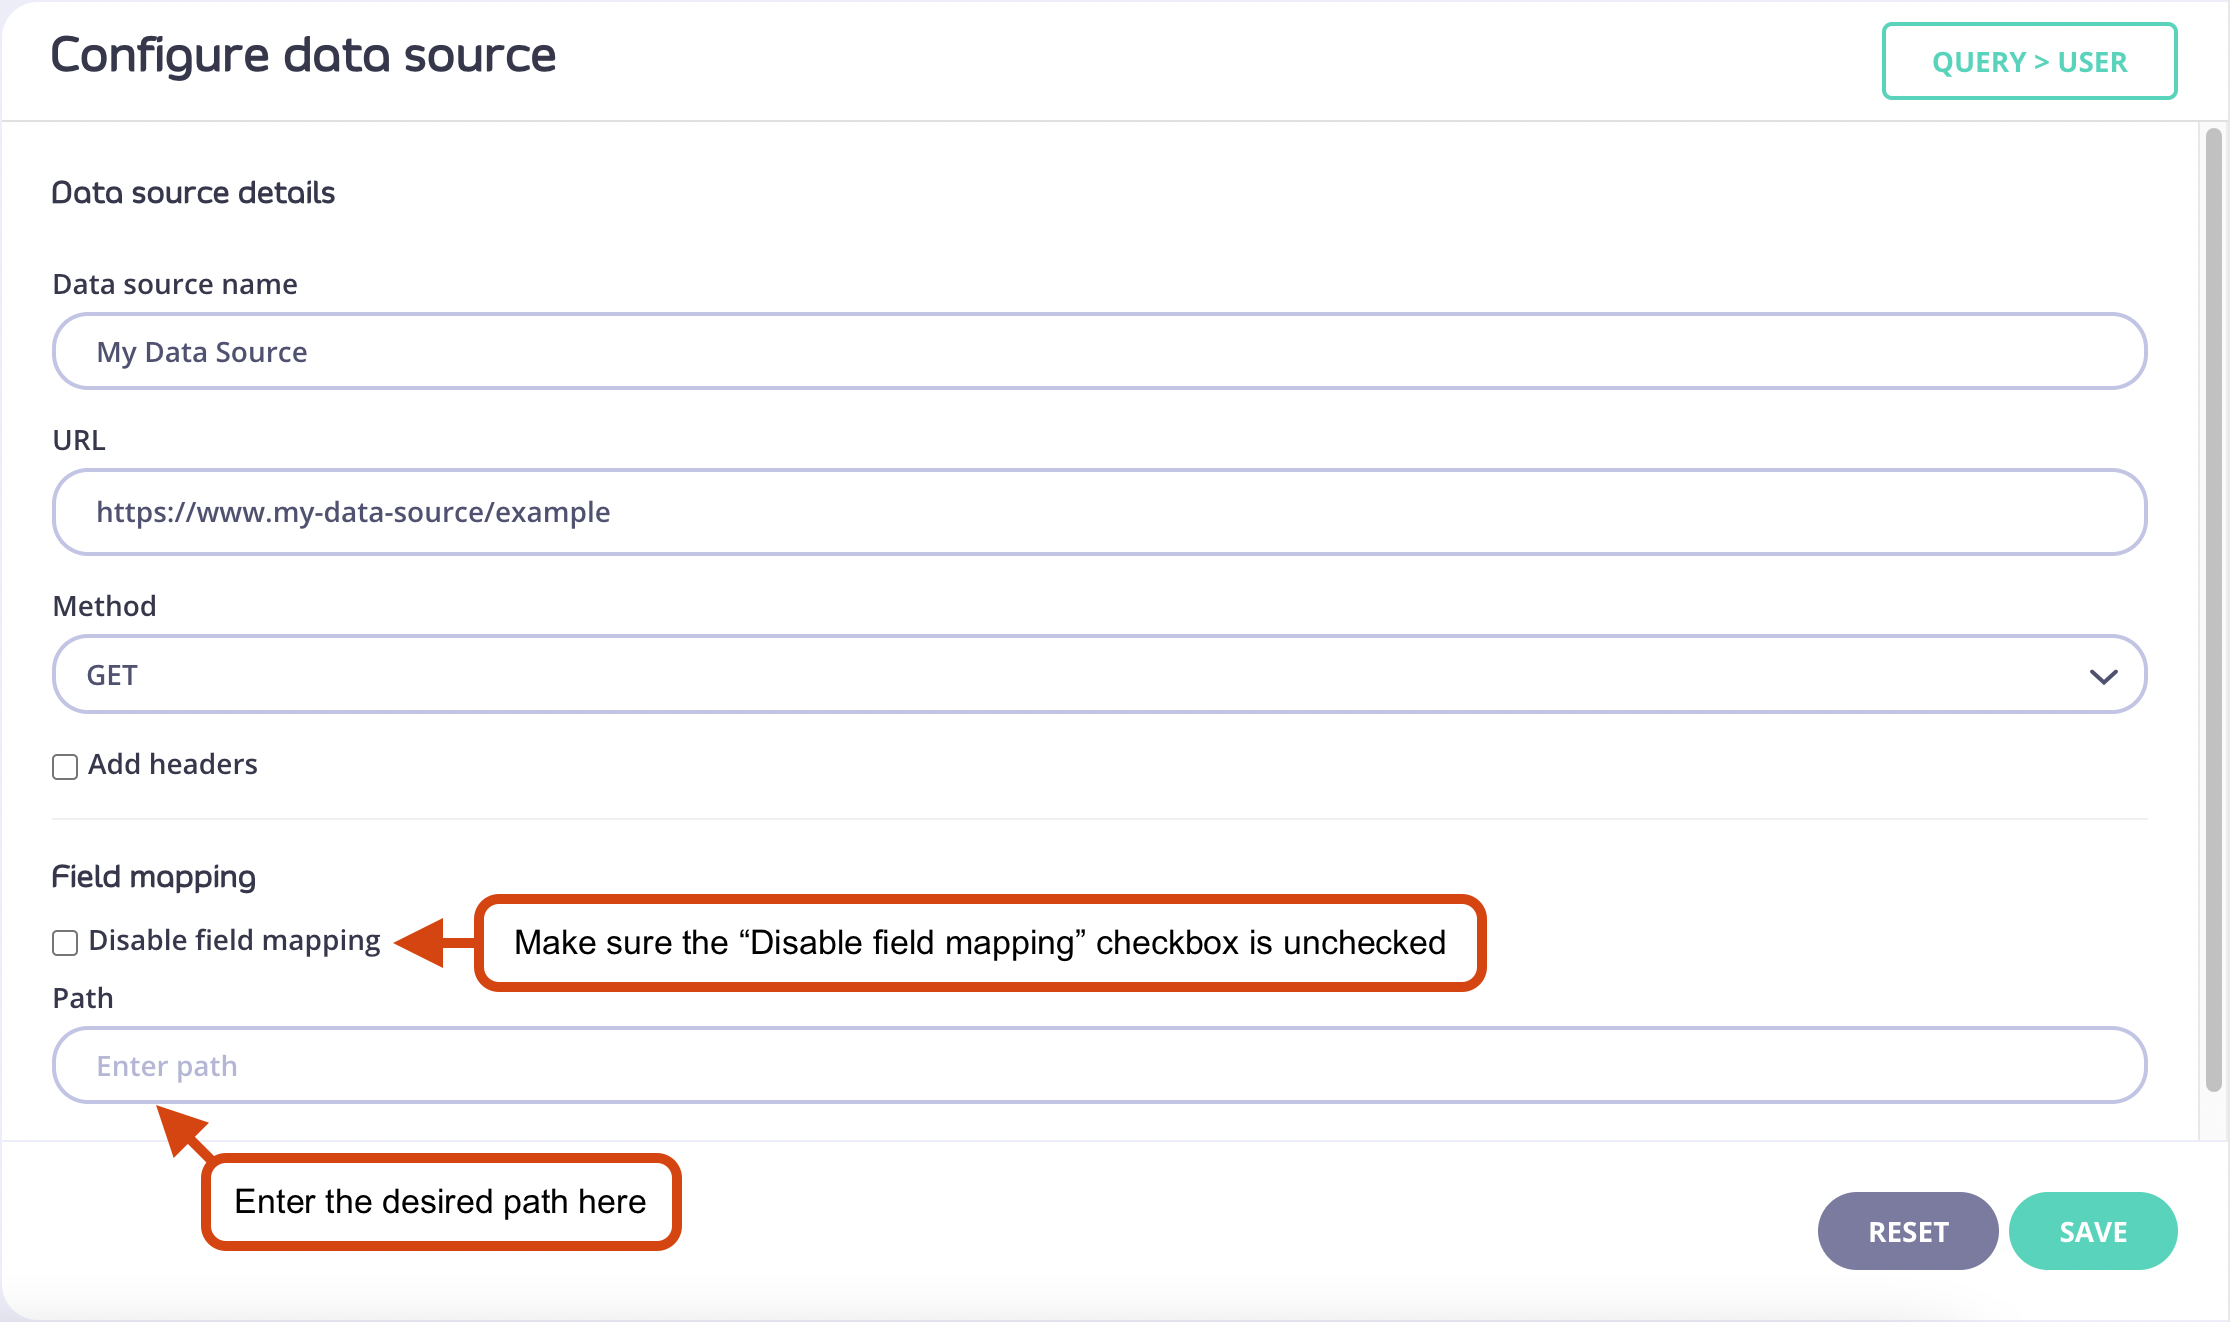 Configure data source
QUERY > USER
Data source details
Data source name
My Data Source
URL
https://www.my-data-source/example
Method
GET
Add headers
Field mapping
Disable field mapping
Make sure the “Disable field mapping” checkbox is unchecked
Path
Enter path
Enter the desired path here
RESET
SAVE